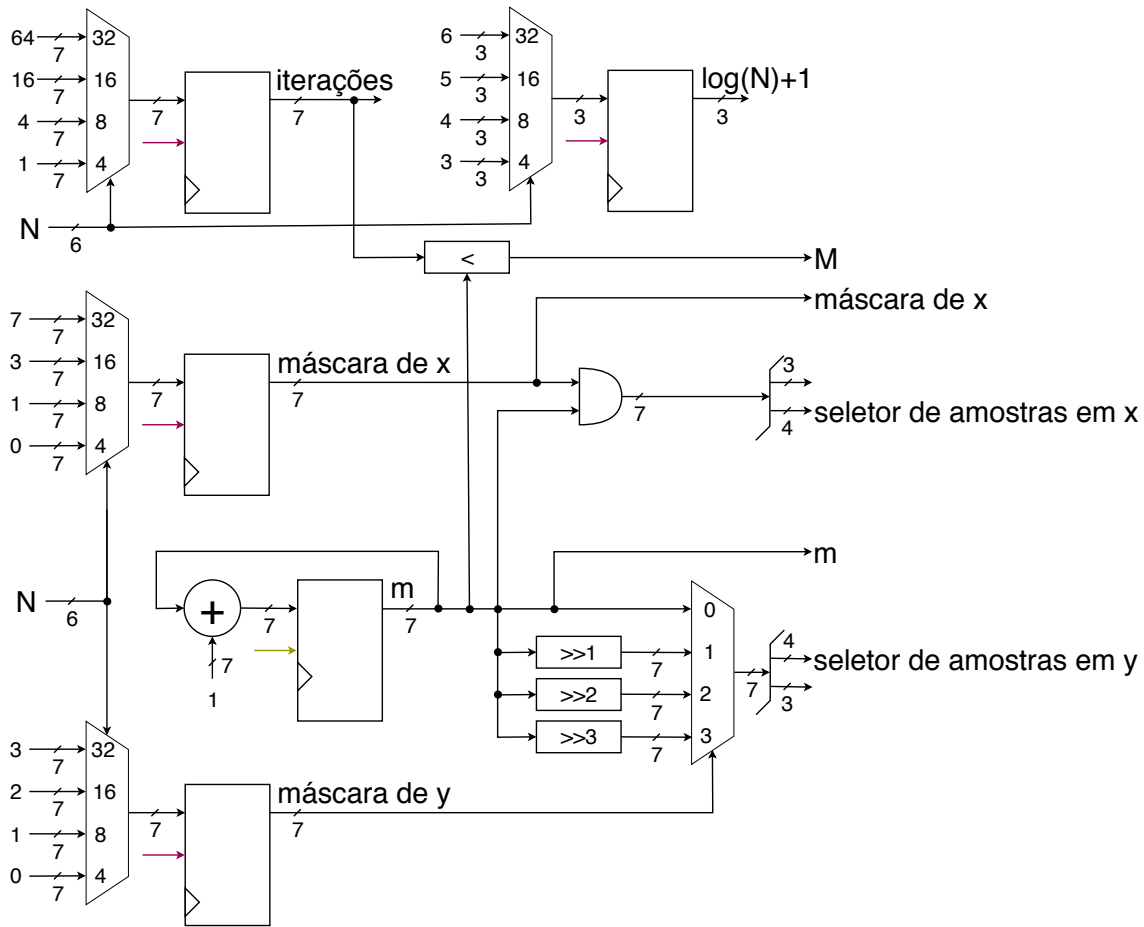 64 7 32
16 7 16
4 7 8
1 7 4
7
iterações
7
6 3 32
5 3 16
4 3 8
3 3 4
3
log(N)+1
3
N 6
<
M
máscara de x
7 7 32
3 7 16
1 7 8
0 7 4
7
máscara de x
7
7
3
seletor de amostras em x
4
N 6
+
7
1
7
m
7
m
0
>>1 7 1
>>2 7 2
>>3 7 3
7
4
seletor de amostras em y
3
3 7 32
2 7 16
1 7 8
0 7 4
7
máscara de y
7